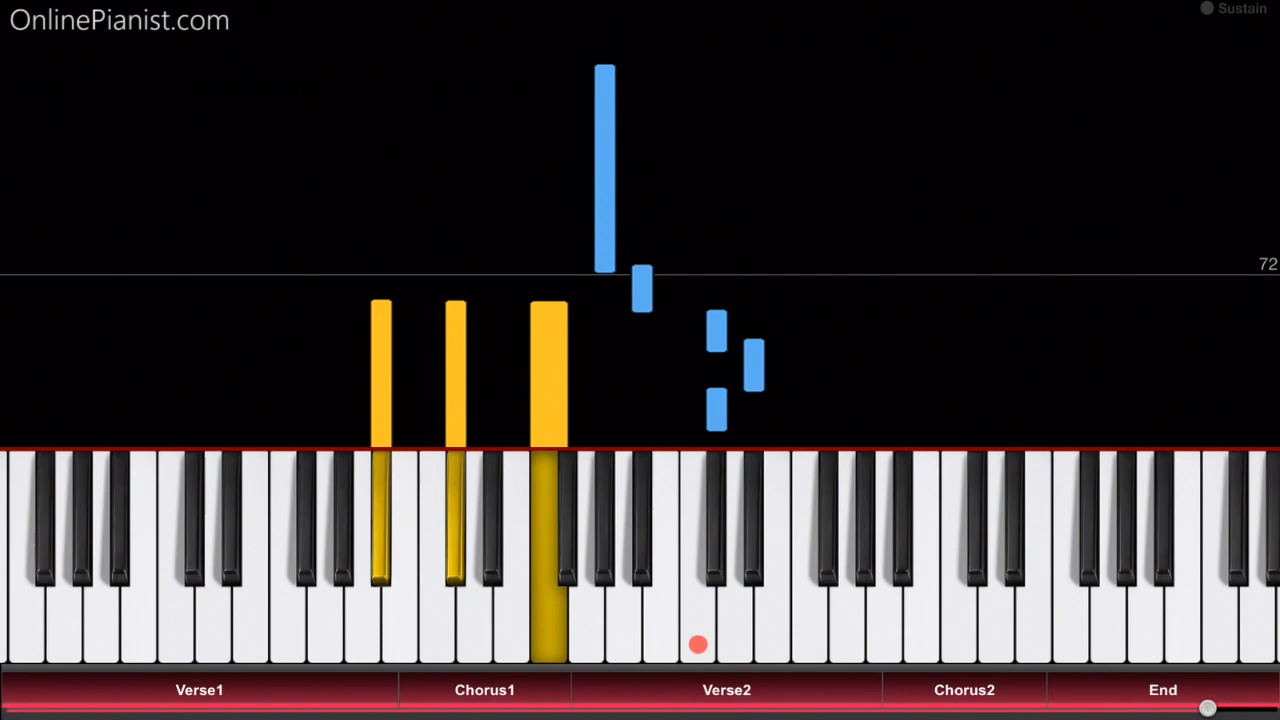 OnlinePianist.com
Sustain
72
Verse1
Chorus1
Verse2
Chorus2
End